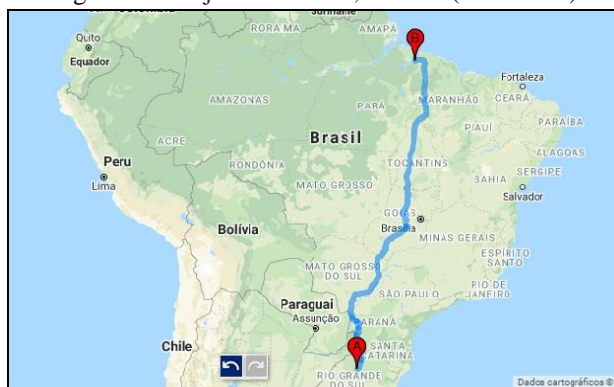 RORA MA
AMAPÁ
Quito
B
Equador
Fortaleza
AMAZONAS
PARÁ
MARANHÃO
CEARÁ
Brasil
PARAÍBA
PIAUÍ
ACRE
ALAGOAS
Peru
TOCANTINS
RONDÔNIA
SERGIPE
Lima
MATO GROSSO
BAHIA
Salvador
GOIÁS
Bolívia
Brasília
MINAS GERAIS
ESPÍRITO
SANTO
MATO GROSSO
DO SUL
RIO DE
JANEIRO
SÃO PAULO
Paraguai
Assunção
PARANÁ
Chile
A
SANTA
CATARINA
RIO GRANDE
DO SUL
Dados cartográficos